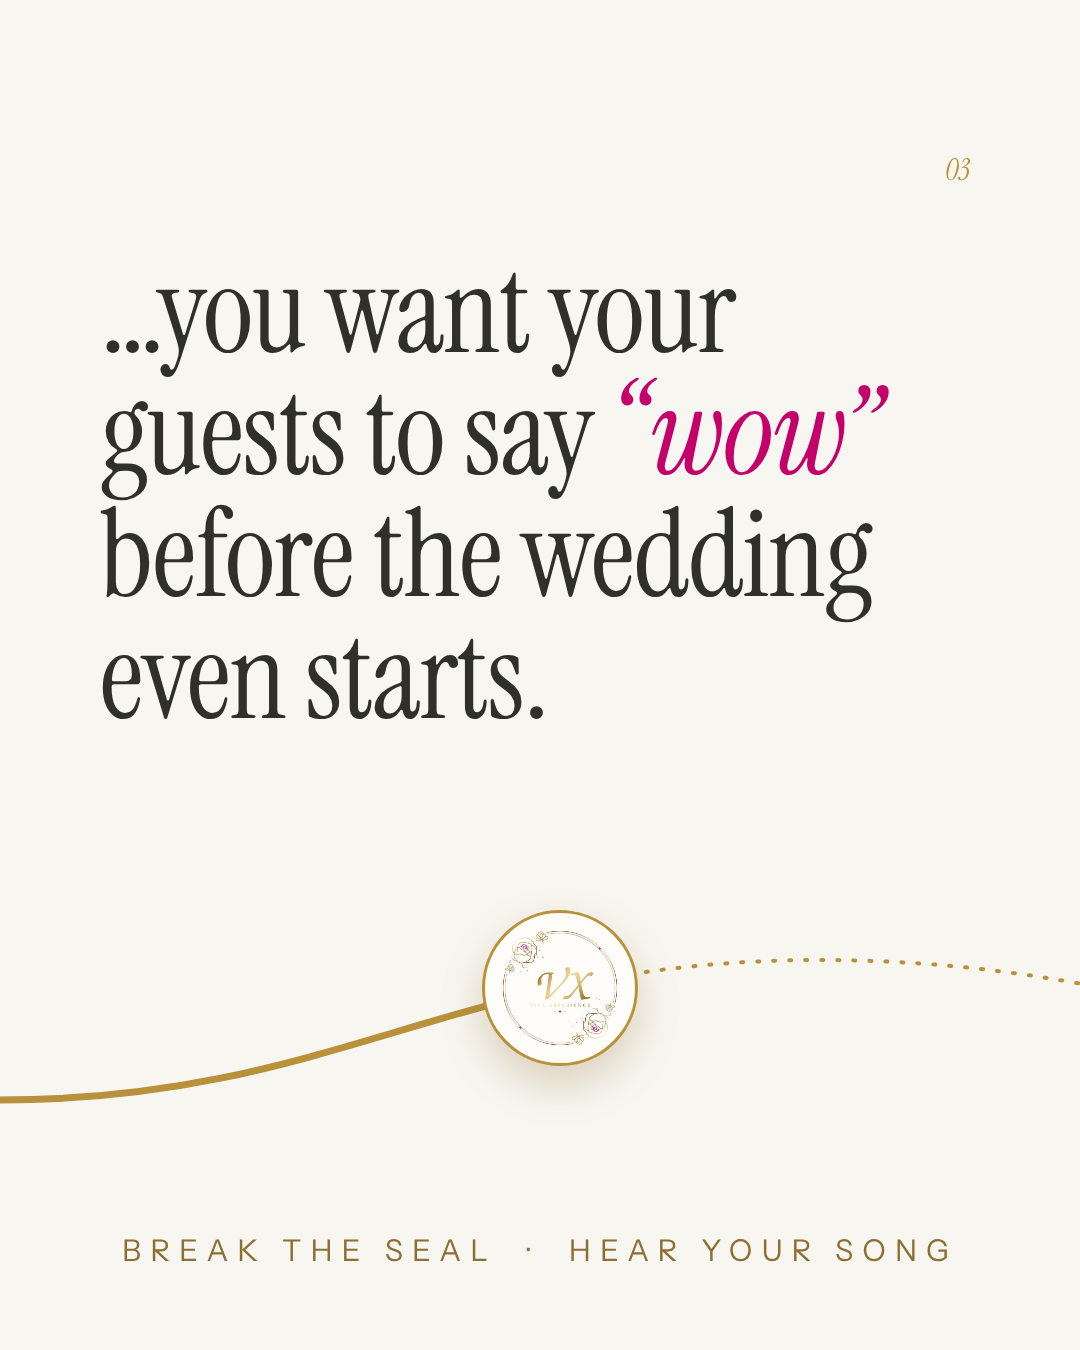 03
...you want your
guests to say “wow”
before the wedding
even starts.
VX
BREAK THE SEAL · HEAR YOUR SONG